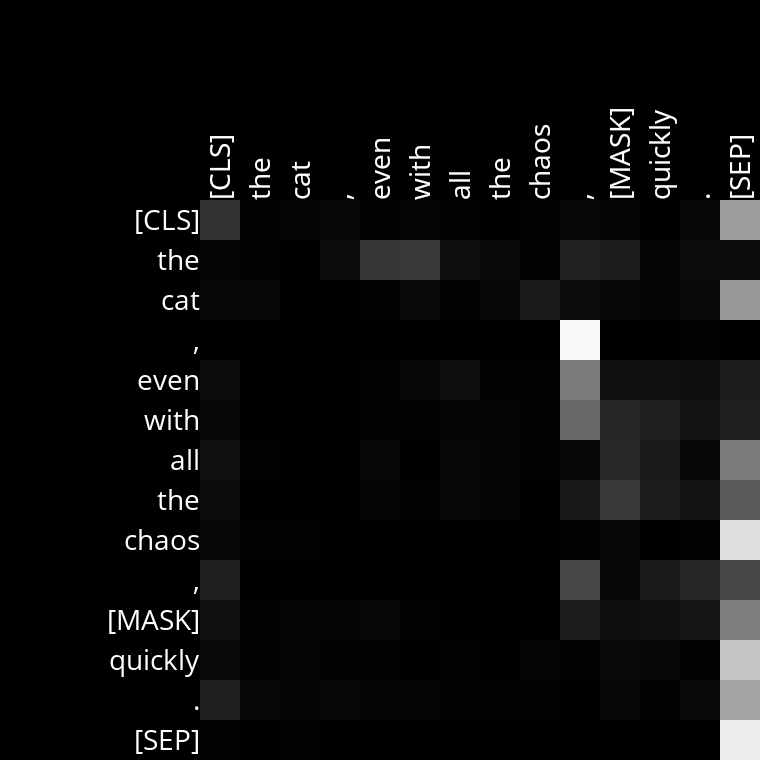 [CLS] the cat , even with all the chaos , [MASK] quickly . [SEP]
[CLS]
the
cat
,
even
with
all
the
chaos
,
[MASK]
quickly
.
[SEP]